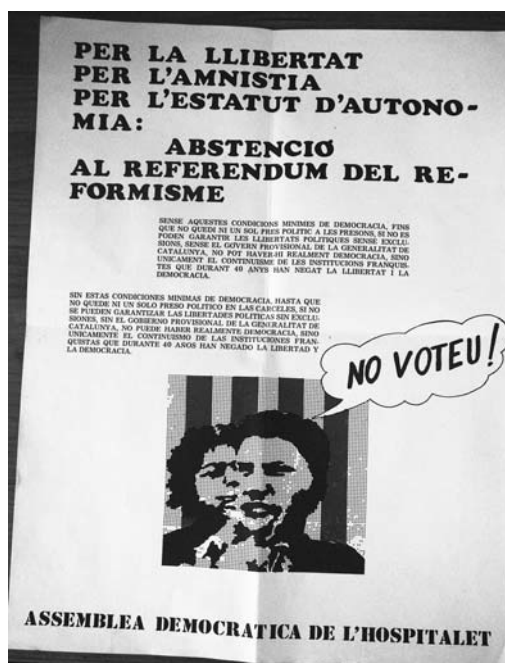 PER LA LLIBERTAT
PER L'AMNISTIA
PER L'ESTATUT D'AUTONO-
MIA:
ABSTENCIÓ
AL REFERENDUM DEL RE-
FORMISME
SENSE AQUESTES CONDICIONS MINIMES DE DEMOCRACIA, FINS
QUE NO QUEDI NI UN SOL PRES POLITIC A LES PRESONS, SI NO ES
PODEN GARANTIR LES LLIBERTATS POLITIQUES SENSE EXCLU-
SIONS, SENSE EL GOVERN PROVISIONAL DE LA GENERALITAT DE
CATALUNYA, NO POT HAVER-HI REALMENT DEMOCRACIA, SINO
UNICAMENT EL CONTINUISME DE LES INSTITUCIONS FRANQUIS-
TES QUE DURANT 40 ANYS HAN NEGAT LA LLIBERTAT I LA
DEMOCRACIA.
SIN ESTAS CONDICIONES MINIMAS DE DEMOCRACIA, HASTA QUE
NO QUEDE NI UN SOLO PRESO POLITICO EN LAS CARCELES, SI NO
SE PUEDEN GARANTIZAR LAS LIBERTADES POLITICAS SIN EXCLU-
SIONES, SIN EL GOBIERNO PROVISIONAL DE LA GENERALITAT DE
CATALUNYA, NO PUEDE HABER REALMENTE DEMOCRACIA, SINO
UNICAMENTE EL CONTINUISMO DE LAS INSTITUCIONES FRAN-
QUISTAS QUE DURANTE 40 AÑOS HAN NEGADO LA LIBERTAD Y
LA DEMOCRACIA.
NO VOTEU!
ASSEMBLEA DEMOCRATICA DE L'HOSPITALET